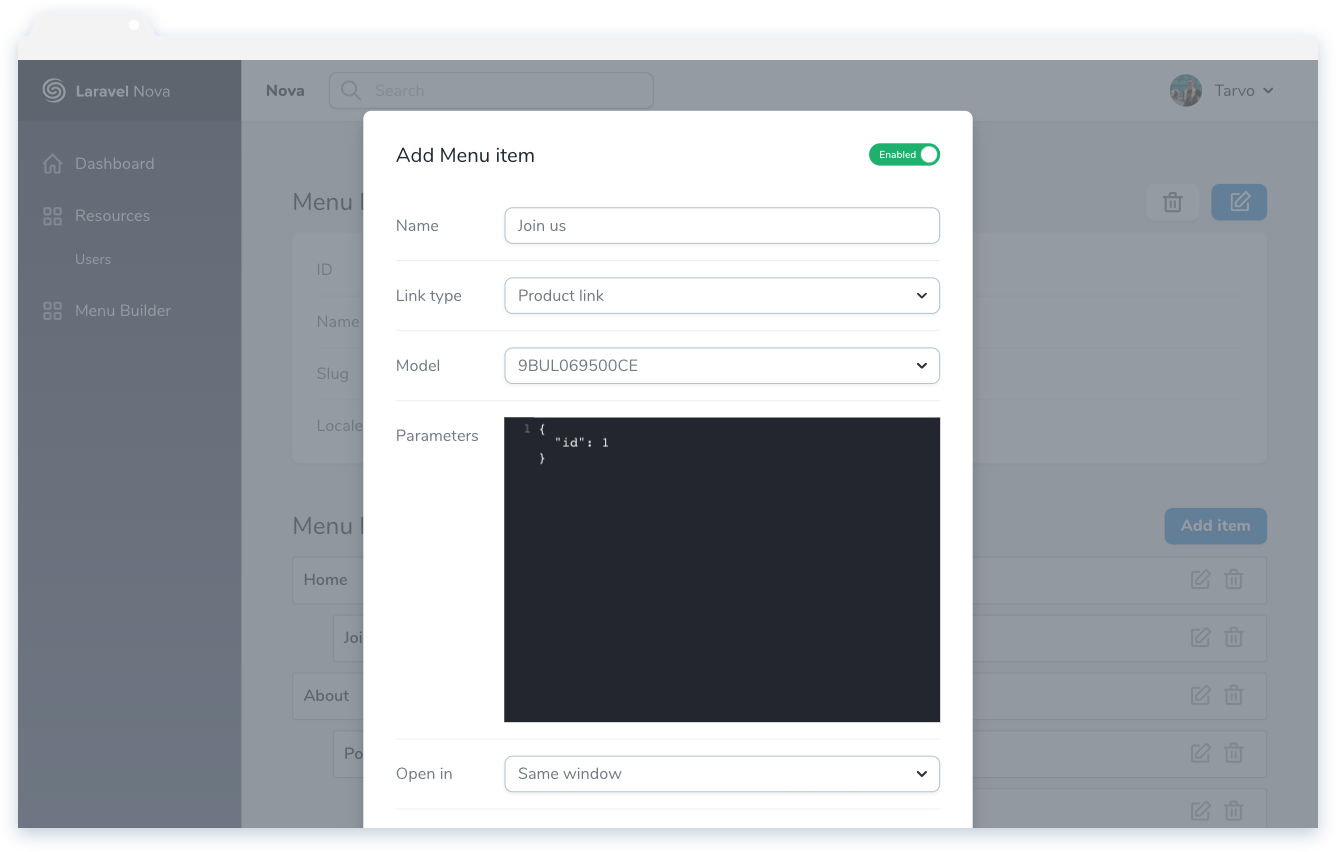 Laravel Nova
Nova
Search
Tarvo
Dashboard
Resources
Users
Menu Builder
Menu
ID
Name
Slug
Locale
Menu
Add item
Home
About
Add Menu item
Enabled
Name
Join us
Link type
Product link
Model
9BUL069500CE
Parameters
1 {
"id": 1
}
Open in
Same window